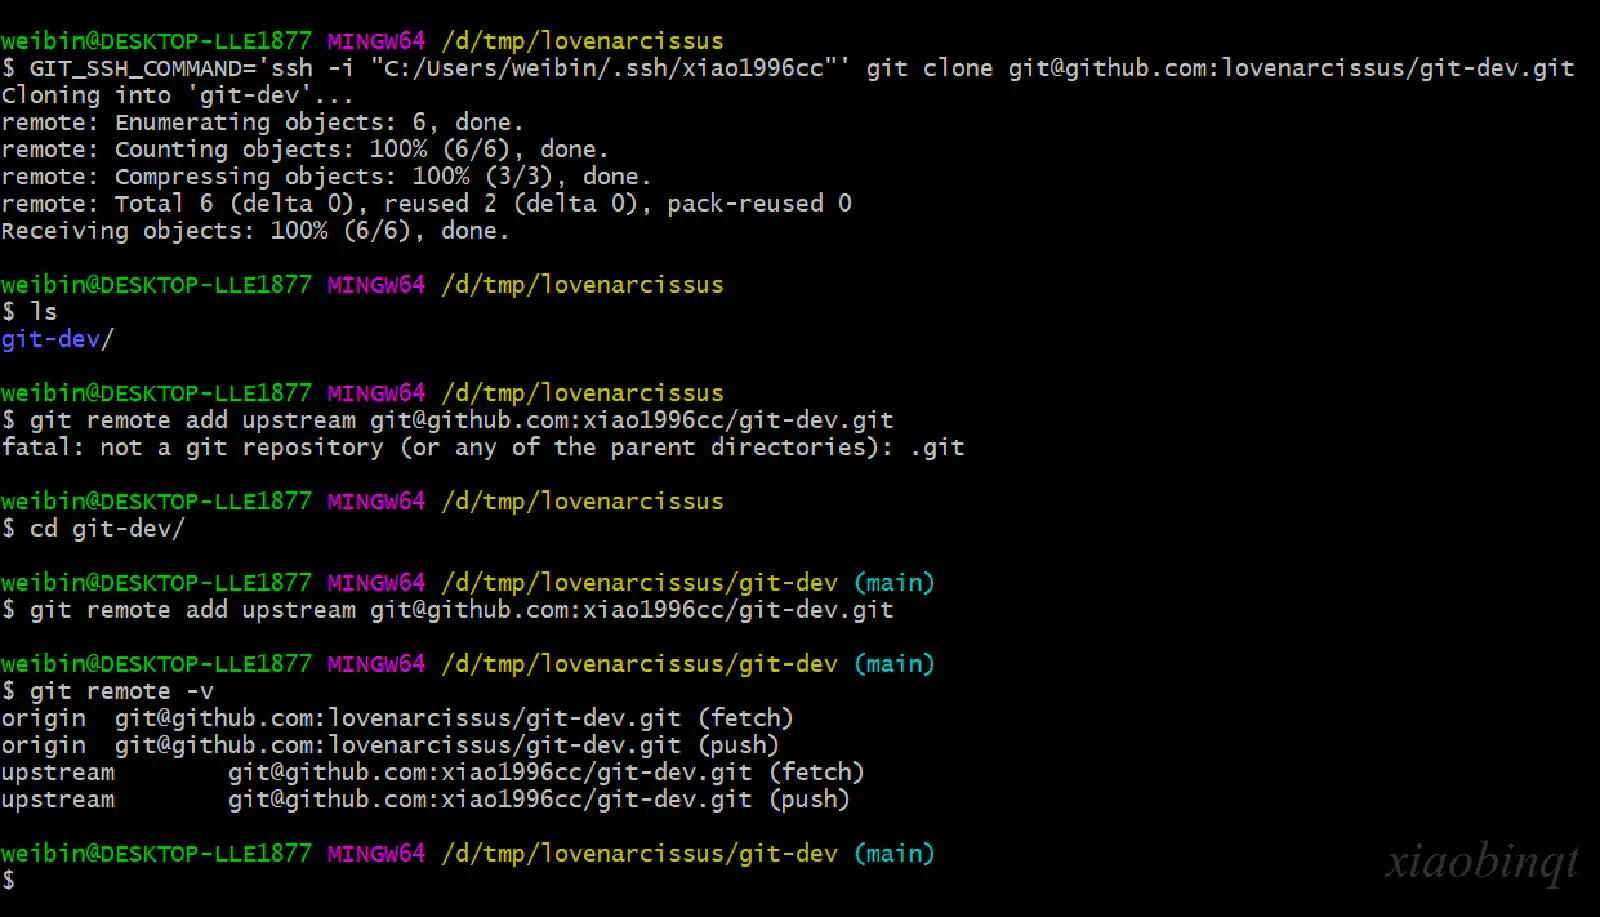 weibin@DESKTOP-LLE1877 MINGW64 /d/tmp/lovenarcissus
$ GIT_SSH_COMMAND='ssh -i "C:/Users/weibin/.ssh/xiao1996cc"' git clone git@github.com:lovenarcissus/git-dev.git
Cloning into 'git-dev'...
remote: Enumerating objects: 6, done.
remote: Counting objects: 100% (6/6), done.
remote: Compressing objects: 100% (3/3), done.
remote: Total 6 (delta 0), reused 2 (delta 0), pack-reused 0
Receiving objects: 100% (6/6), done.
weibin@DESKTOP-LLE1877 MINGW64 /d/tmp/lovenarcissus
$ ls
git-dev/
weibin@DESKTOP-LLE1877 MINGW64 /d/tmp/lovenarcissus
$ git remote add upstream git@github.com:xiao1996cc/git-dev.git
fatal: not a git repository (or any of the parent directories): .git
weibin@DESKTOP-LLE1877 MINGW64 /d/tmp/lovenarcissus
$ cd git-dev/
weibin@DESKTOP-LLE1877 MINGW64 /d/tmp/lovenarcissus/git-dev (main)
$ git remote add upstream git@github.com:xiao1996cc/git-dev.git
weibin@DESKTOP-LLE1877 MINGW64 /d/tmp/lovenarcissus/git-dev (main)
$ git remote -v
origin  git@github.com:lovenarcissus/git-dev.git (fetch)
origin  git@github.com:lovenarcissus/git-dev.git (push)
upstream        git@github.com:xiao1996cc/git-dev.git (fetch)
upstream        git@github.com:xiao1996cc/git-dev.git (push)
weibin@DESKTOP-LLE1877 MINGW64 /d/tmp/lovenarcissus/git-dev (main)
$
xiaobinqt